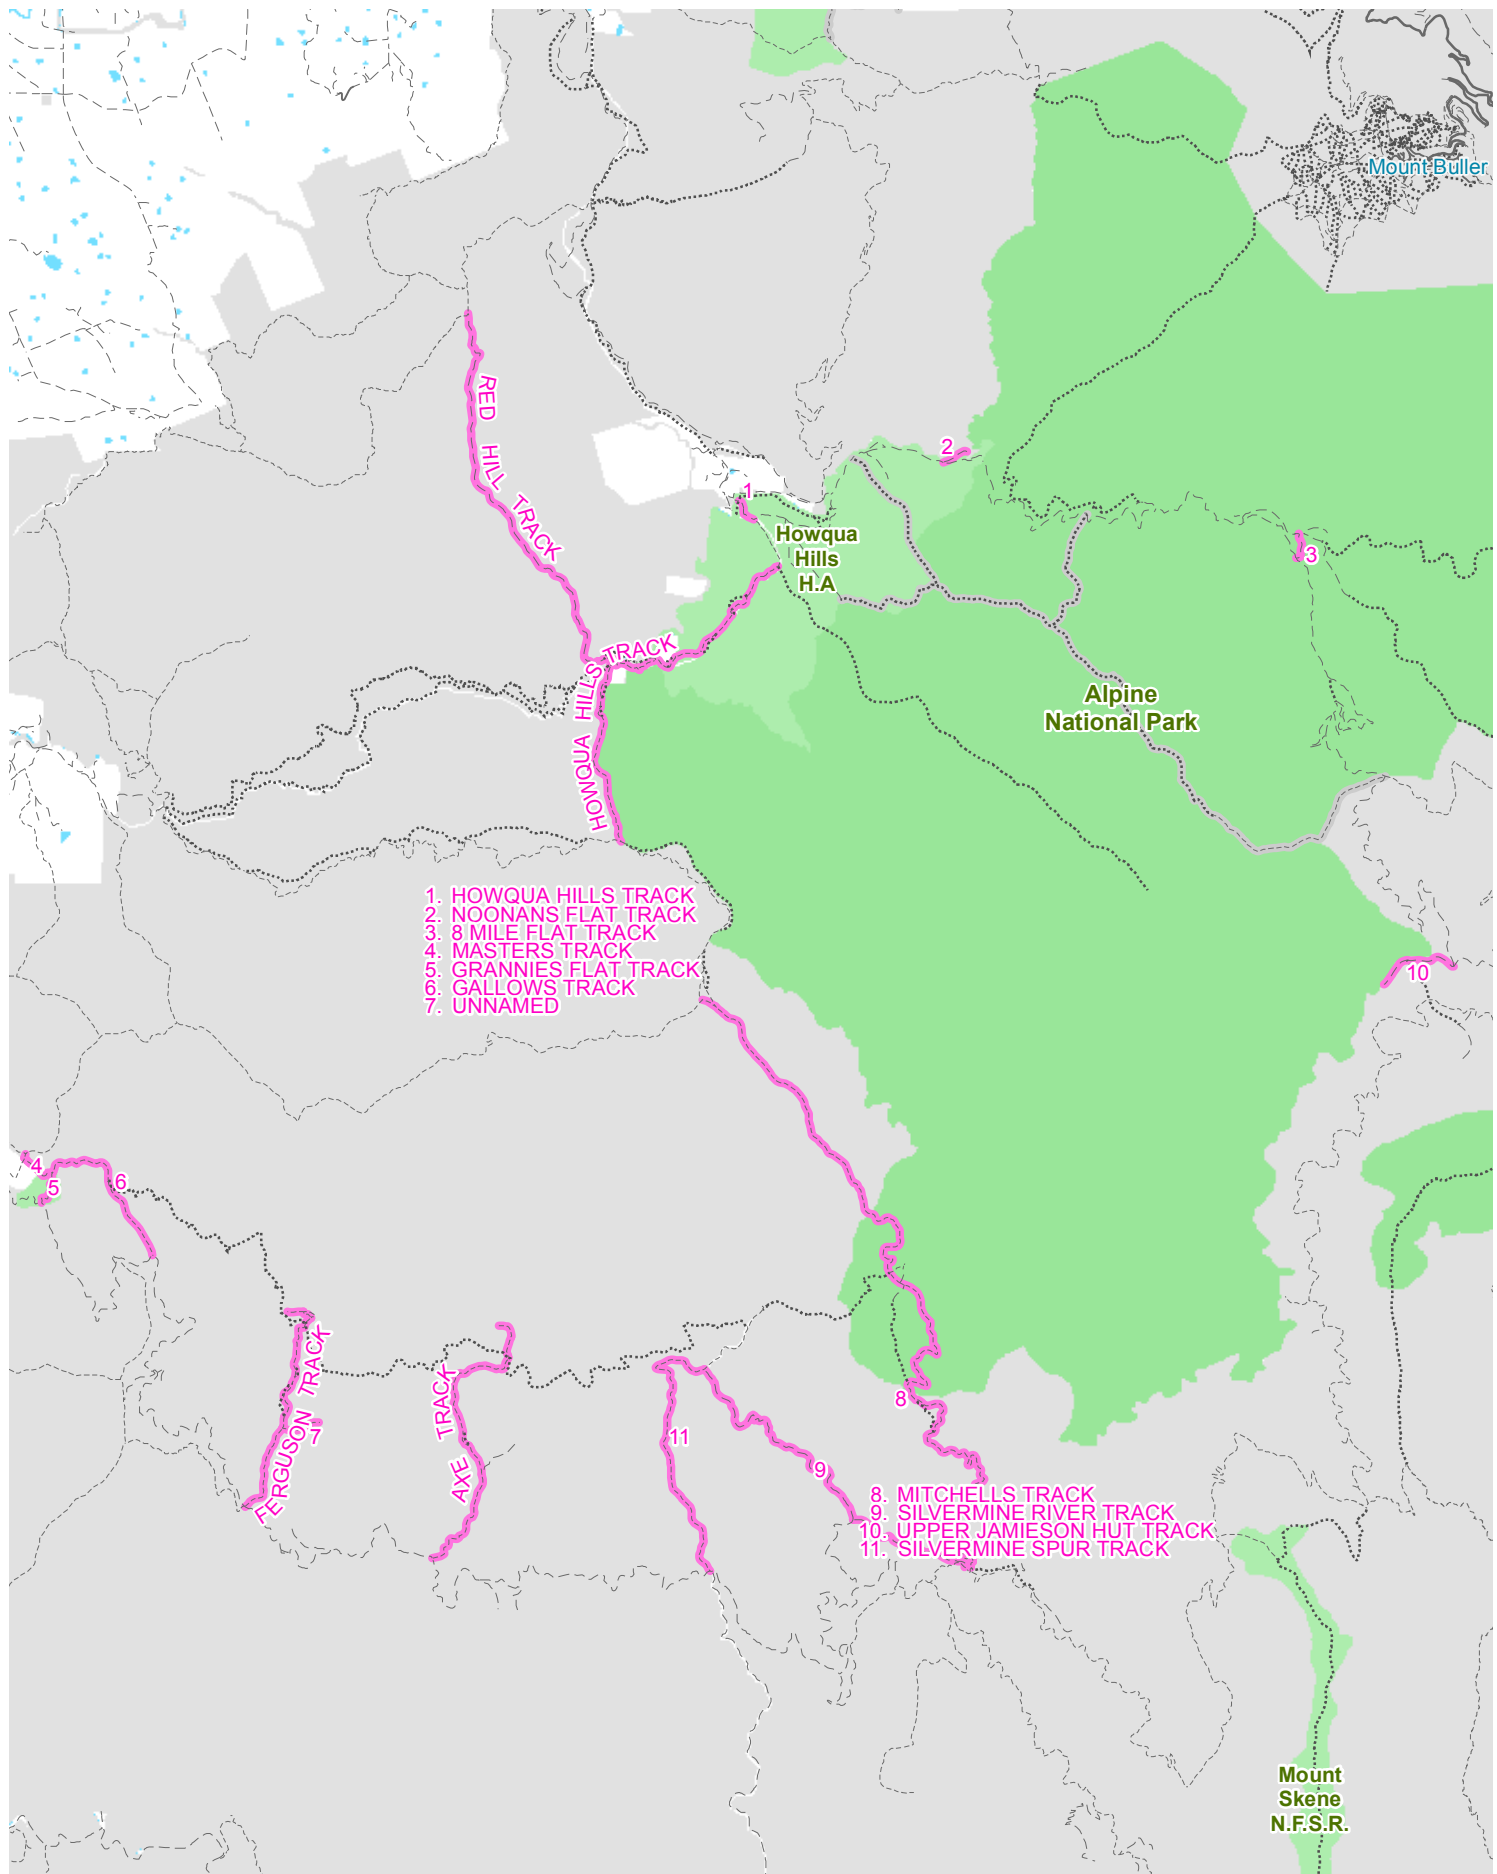 Mount Buller
RED HILL TRACK
2
1
Howqua
Hills
H.A
3
HOWQUA HILLS TRACK
Alpine
National Park
1. HOWQUA HILLS TRACK
2. NOONANS FLAT TRACK
3. 8 MILE FLAT TRACK
4. MASTERS TRACK
5. GRANNIES FLAT TRACK
6. GALLOWS TRACK
7. UNNAMED
10
4
5
6
FERGUSON TRACK
7
AXE TRACK
8
11
9
8. MITCHELLS TRACK
9. SILVERMINE RIVER TRACK
10. UPPER JAMIESON HUT TRACK
11. SILVERMINE SPUR TRACK
Mount
Skene
N.F.S.R.